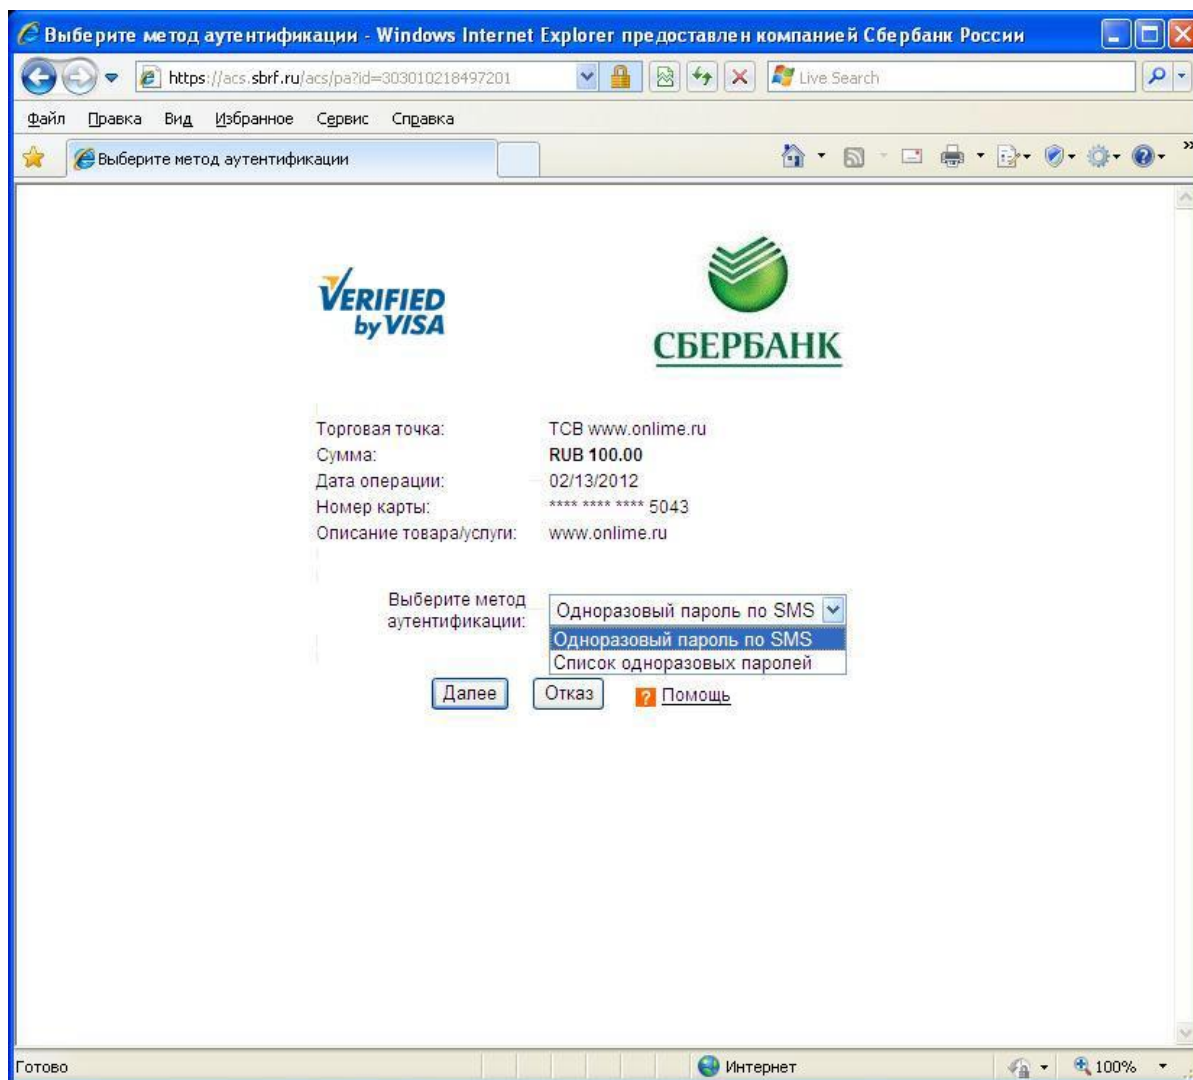 Выберите метод аутентификации - Windows Internet Explorer предоставлен компанией Сбербанк России
https://acs.sbrf.ru/acs/pa?id=303010218497201
Live Search
Файл Правка Вид Избранное Сервис Справка
Выберите метод аутентификации
VERIFIED
by VISA
СБЕРБАНК
Торговая точка: TCB www.onlime.ru
Сумма: RUB 100.00
Дата операции: 02/13/2012
Номер карты: **** **** **** 5043
Описание товара/услуги: www.onlime.ru
Выберите метод
аутентификации:
Одноразовый пароль по SMS
Одноразовый пароль по SMS
Список одноразовых паролей
Далее Отказ ? Помощь
Готово Интернет 100%